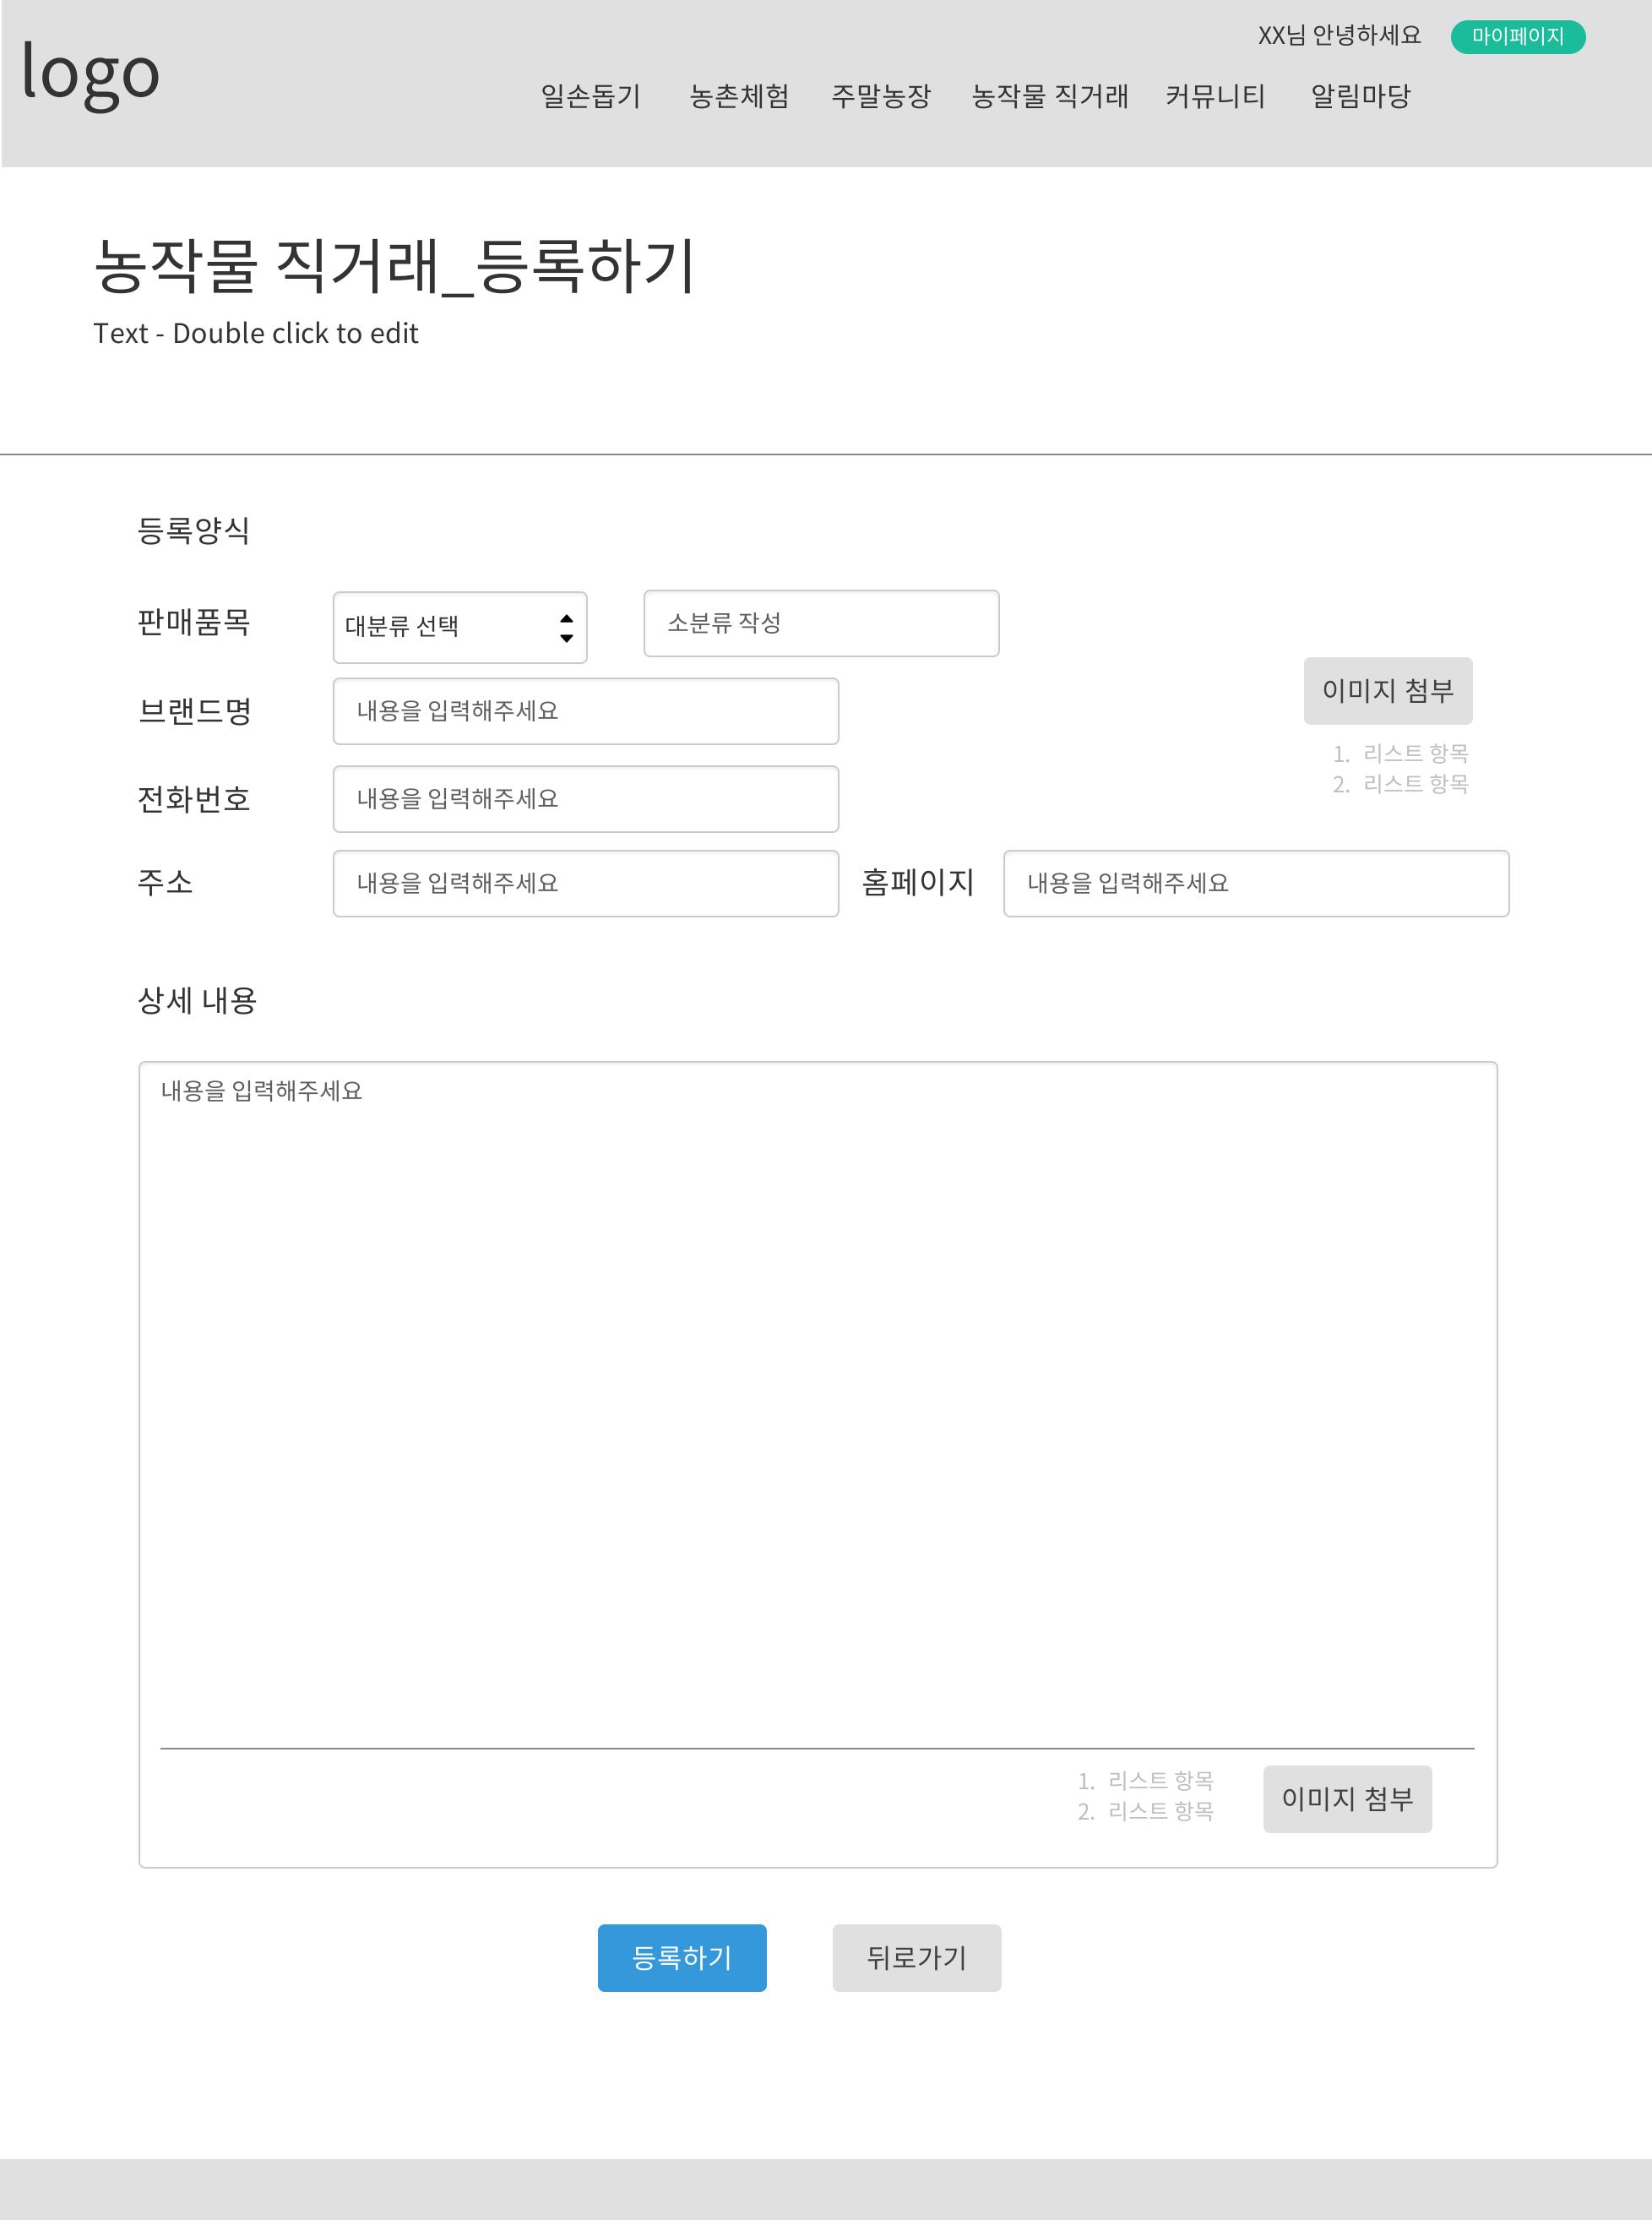 XX님 안녕하세요 마이페이지
logo
일손돕기 농촌체험 주말농장 농작물 직거래 커뮤니티 알림마당
농작물 직거래_등록하기
Text - Double click to edit
등록양식
판매품목 대분류 선택 소분류 작성
이미지 첨부
브랜드명 내용을 입력해주세요
1. 리스트 항목
2. 리스트 항목
전화번호 내용을 입력해주세요
주소 내용을 입력해주세요 홈페이지 내용을 입력해주세요
상세 내용
내용을 입력해주세요
1. 리스트 항목
2. 리스트 항목
이미지 첨부
등록하기 뒤로가기